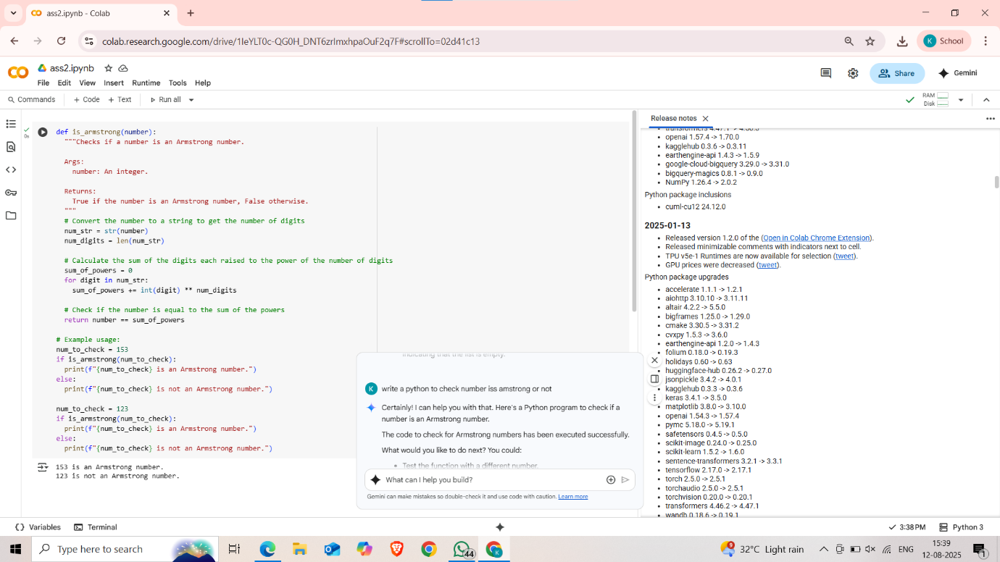 ass2.ipynb - Colab
colab.research.google.com/drive/1IeYLT0c-QG0H_DNT6zrImxhpaOuF2q7F#scrollTo=02d41c13
K School
ass2.ipynb
File Edit View Insert Runtime Tools Help
Share
Gemini
Commands + Code + Text Run all
RAM
Disk
0s
def is_armstrong(number):
"""Checks if a number is an Armstrong number.
Args:
number: An integer.
Returns:
True if the number is an Armstrong number, False otherwise.
"""
# Convert the number to a string to get the number of digits
num_str = str(number)
num_digits = len(num_str)
# Calculate the sum of the digits each raised to the power of the number of digits
sum_of_powers = 0
for digit in num_str:
sum_of_powers += int(digit) ** num_digits
# Check if the number is equal to the sum of the powers
return number == sum_of_powers
# Example usage:
num_to_check = 153
if is_armstrong(num_to_check):
print(f"{num_to_check} is an Armstrong number.")
else:
print(f"{num_to_check} is not an Armstrong number.")
num_to_check = 123
if is_armstrong(num_to_check):
print(f"{num_to_check} is an Armstrong number.")
else:
print(f"{num_to_check} is not an Armstrong number.")
153 is an Armstrong number.
123 is not an Armstrong number.
indicating that the list is empty.
K write a python to check number iss amstrong or not
Certainly! I can help you with that. Here's a Python program to check if a
number is an Armstrong number.
The code to check for Armstrong numbers has been executed successfully.
What would you like to do next? You could:
• Test the function with a different number.
What can I help you build?
Gemini can make mistakes so double-check it and use code with caution. Learn more
Release notes
transformers 4.47.1 -> 4.50.0
• openai 1.57.4 -> 1.70.0
• kagglehub 0.3.6 -> 0.3.11
• earthengine-api 1.4.3 -> 1.5.9
• google-cloud-bigquery 3.29.0 -> 3.31.0
• bigquery-magics 0.8.1 -> 0.9.0
• NumPy 1.26.4 -> 2.0.2
Python package inclusions
• cuml-cu12 24.12.0
2025-01-13
• Released version 1.2.0 of the (Open in Colab Chrome Extension).
• Released minimizable comments with indicators next to cell.
• TPU v5e-1 Runtimes are now available for selection (tweet).
• GPU prices were decreased (tweet).
Python package upgrades
• accelerate 1.1.1 -> 1.2.1
• aiohttp 3.10.10 -> 3.11.11
• altair 4.2.2 -> 5.5.0
• bigframes 1.25.0 -> 1.29.0
• cmake 3.30.5 -> 3.31.2
• cvxpy 1.5.3 -> 3.6.0
• earthengine-api 1.2.0 -> 1.4.3
• folium 0.18.0 -> 0.19.3
holidays 0.60 -> 0.63
• huggingface-hub 0.26.2 -> 0.27.0
jsonpickle 3.4.2 -> 4.0.1
• kagglehub 0.3.3 -> 0.3.6
keras 3.4.1 -> 3.5.0
• matplotlib 3.8.0 -> 3.10.0
• openai 1.54.3 -> 1.57.4
• pymc 5.18.0 -> 5.19.1
• safetensors 0.4.5 -> 0.5.0
• scikit-image 0.24.0 -> 0.25.0
• scikit-learn 1.5.2 -> 1.6.0
• sentence-transformers 3.2.1 -> 3.3.1
• tensorflow 2.17.0 -> 2.17.1
• torch 2.5.0 -> 2.5.1
• torchaudio 2.5.0 -> 2.5.1
• torchvision 0.20.0 -> 0.20.1
• transformers 4.46.2 -> 4.47.1
• wandb 0.18.6 -> 0.19.1
Variables Terminal
3:38 PM Python 3
Type here to search
44
9
32°C Light rain
ENG
15:39
12-08-2025
1